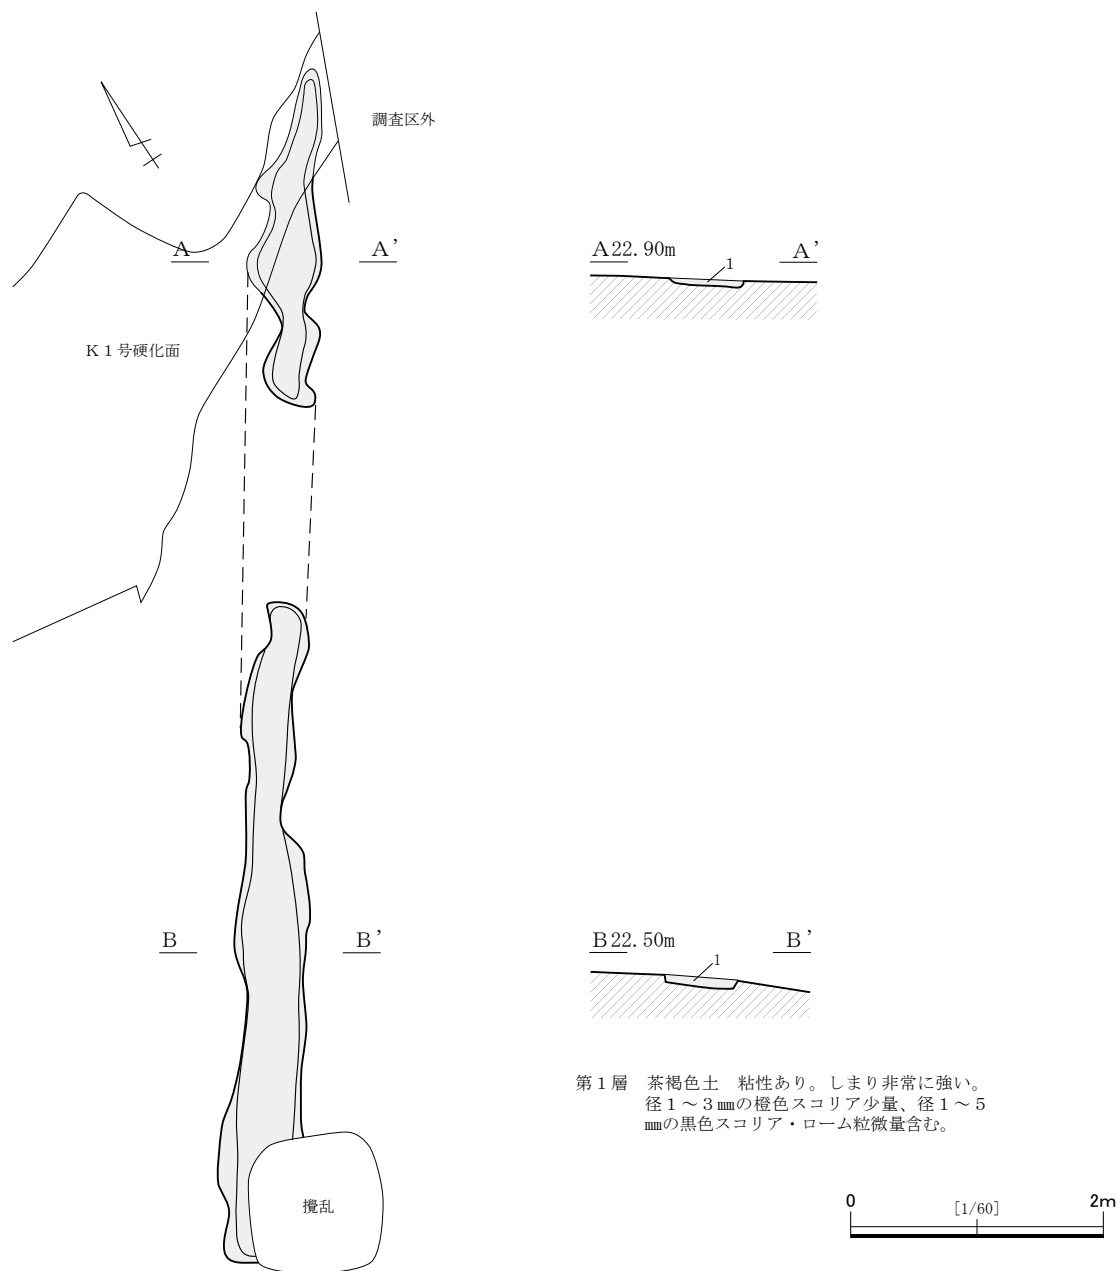 調査区外
A A’
A22.90m A’
1
K1号硬化面
B B’
B22.50m B’
1
第1層 茶褐色土 粘性あり。しまり非常に強い。
径1～3㎜の橙色スコリア少量、径1～5
㎜の黒色スコリア・ローム粒微量含む。
攪乱
0 [1/60] 2m